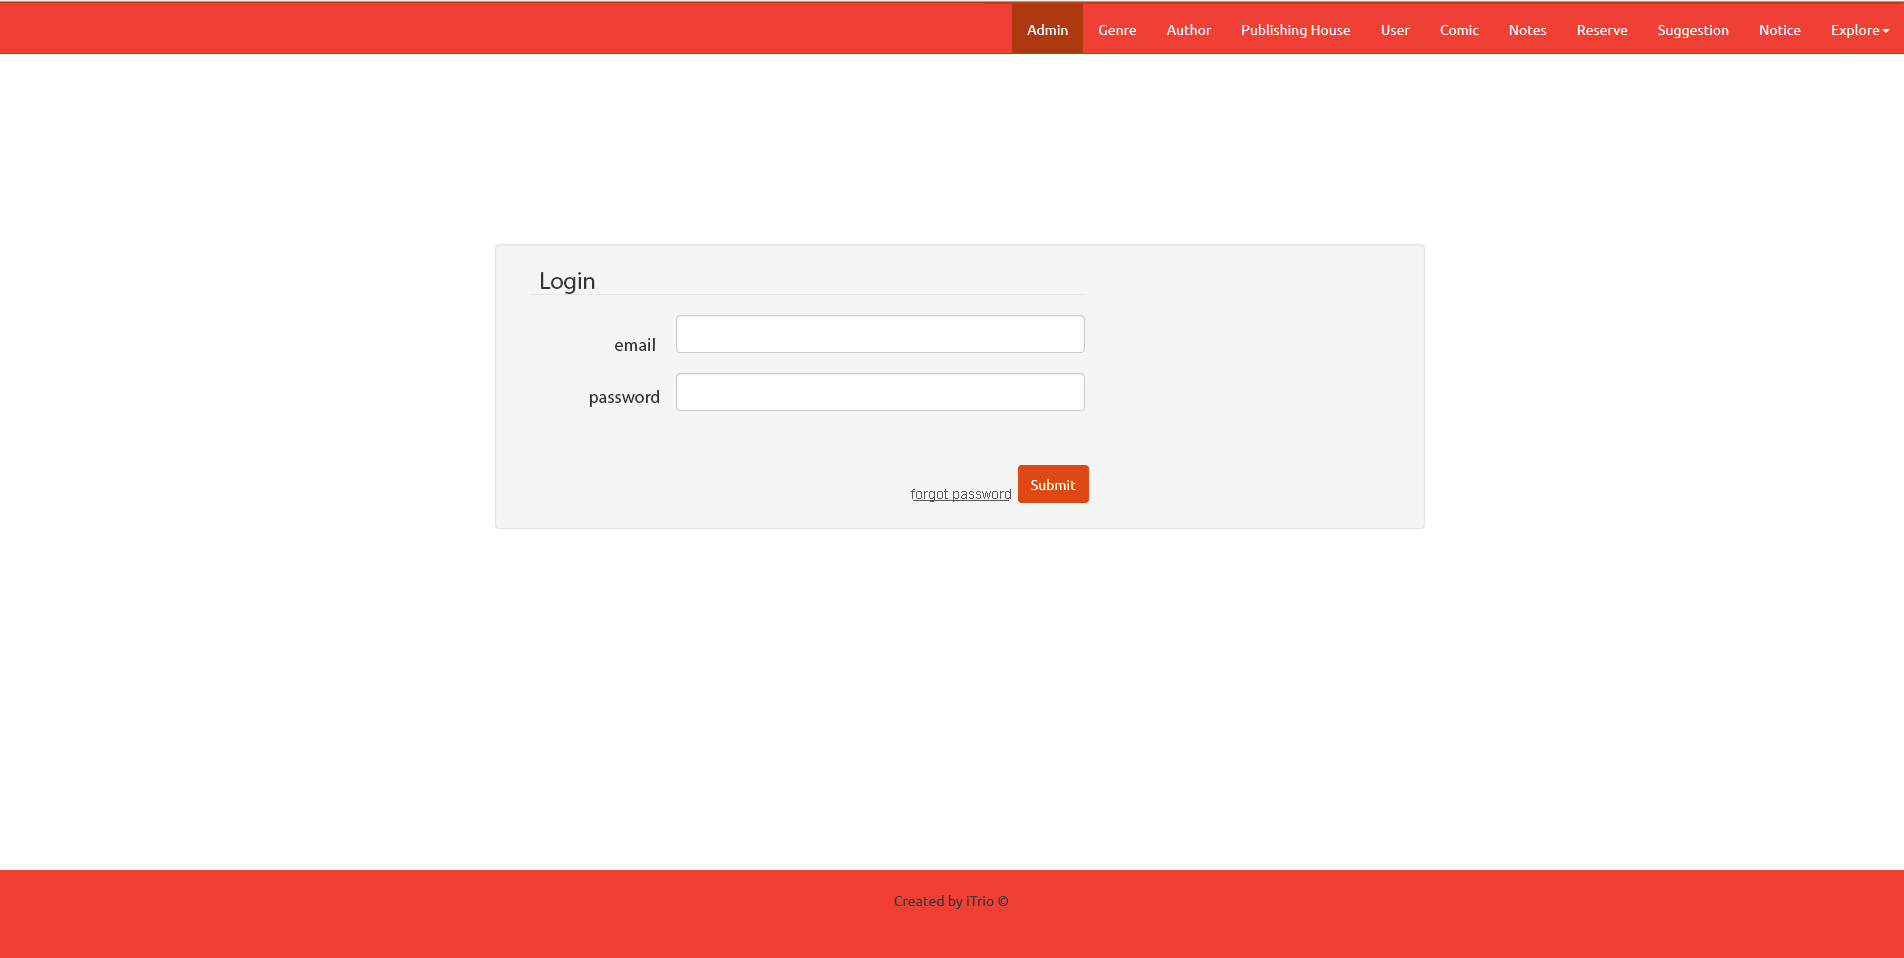 Admin Genre Author Publishing House User Comic Notes Reserve Suggestion Notice Explore
Login
email
password
forgot password Submit
Created by iTrio ©